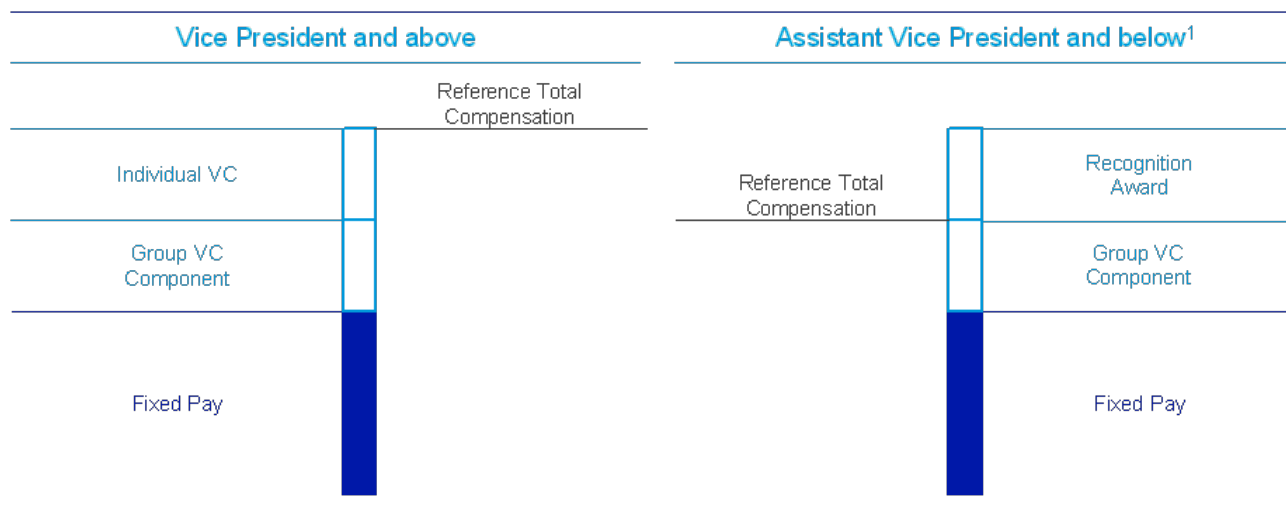 Vice President and above
Reference Total
Compensation
Individual VC
Group VC
Component
Fixed Pay
Assistant Vice President and below¹
Reference Total
Compensation
Recognition
Award
Group VC
Component
Fixed Pay